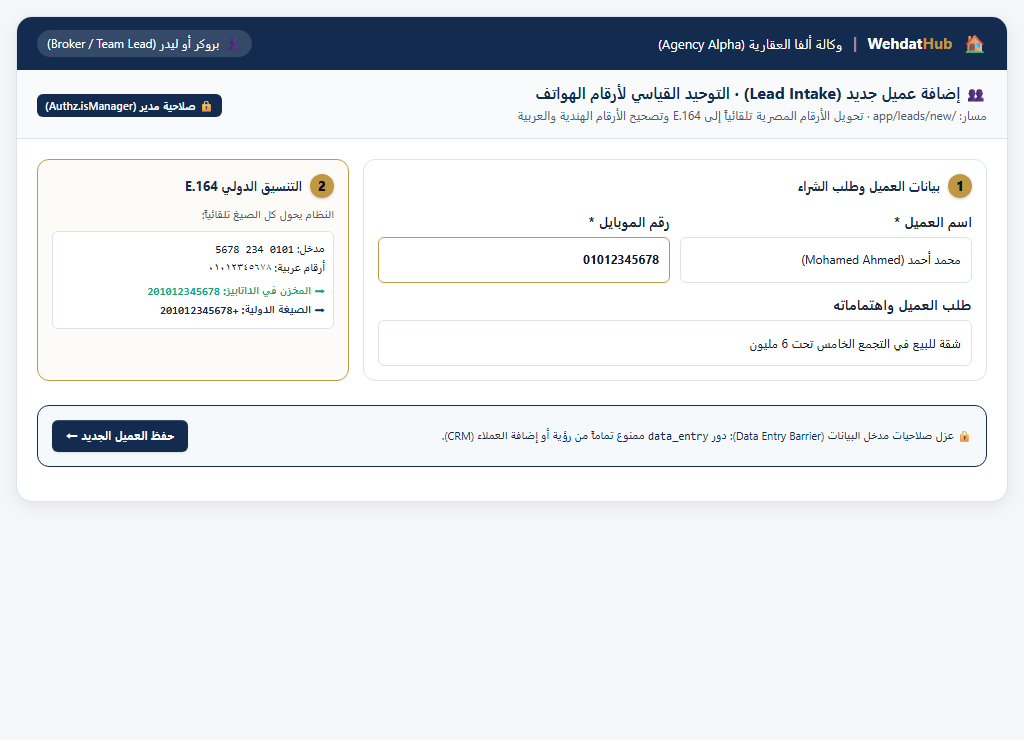 WehdatHub | وكالة ألفا العقارية (Agency Alpha)
بروكر أو ليدر (Broker / Team Lead)
إضافة عميل جديد (Lead Intake) · التوحيد القياسي لأرقام الهواتف
مسار: /app/leads/new · تحويل الأرقام المصرية تلقائياً إلى E.164 وتصحيح الأرقام الهندية والعربية
صلاحية مدير (Authz.isManager)
1 بيانات العميل وطلب الشراء
اسم العميل *
رقم الموبايل *
محمد أحمد (Mohamed Ahmed)
01012345678
طلب العميل واهتماماته
شقة للبيع في التجمع الخامس تحت 6 مليون
2 التنسيق الدولي E.164
النظام يحول كل الصيغ تلقائياً:
مدخل: 0101 234 5678
أرقام عربية: ٠١٠١٢٣٤٥٦٧٨
➡ المخزن في الداتابيز: 201012345678
➡ الصيغة الدولية: +201012345678
عزل صلاحيات مدخل البيانات (Data Entry Barrier): دور data_entry ممنوع تماماً من رؤية أو إضافة العملاء (CRM).
حفظ العميل الجديد ←